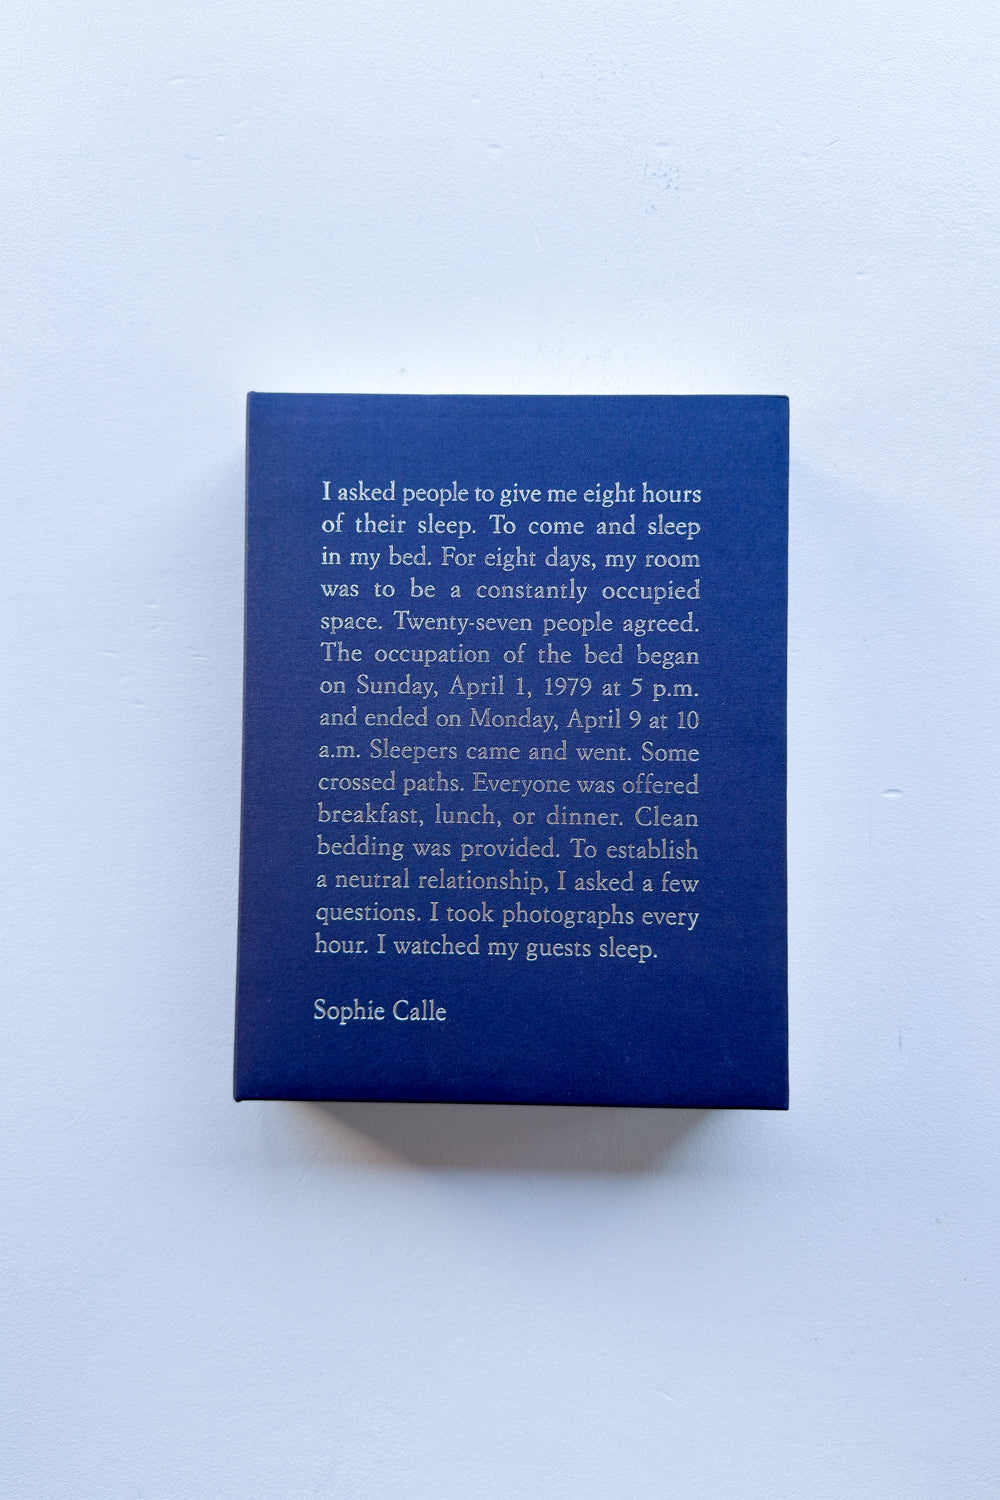 I asked people to give me eight hours
of their sleep. To come and sleep
in my bed. For eight days, my room
was to be a constantly occupied
space. Twenty-seven people agreed.
The occupation of the bed began
on Sunday, April 1, 1979 at 5 p.m.
and ended on Monday, April 9 at 10
a.m. Sleepers came and went. Some
crossed paths. Everyone was offered
breakfast, lunch, or dinner. Clean
bedding was provided. To establish
a neutral relationship, I asked a few
questions. I took photographs every
hour. I watched my guests sleep.
Sophie Calle